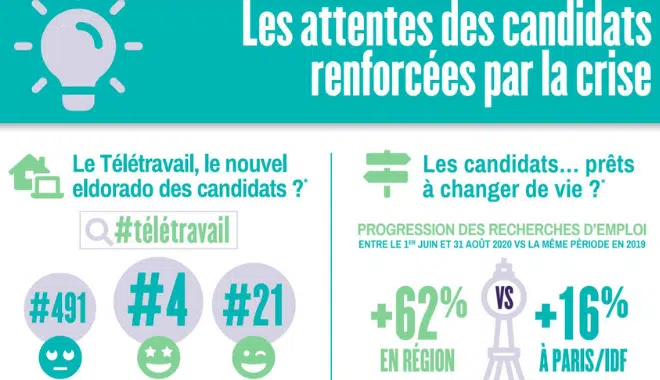 Les attentes des candidats
renforcées par la crise
Le Télétravail, le nouvel
eldorado des candidats ?*
#télétravail
#491
#4
#21
Les candidats... prêts
à changer de vie ?*
PROGRESSION DES RECHERCHES D'EMPLOI
ENTRE LE 1ER JUIN ET 31 AOÛT 2020 VS LA MÊME PÉRIODE EN 2019
+62%
EN RÉGION
VS
+16%
À PARIS/IDF